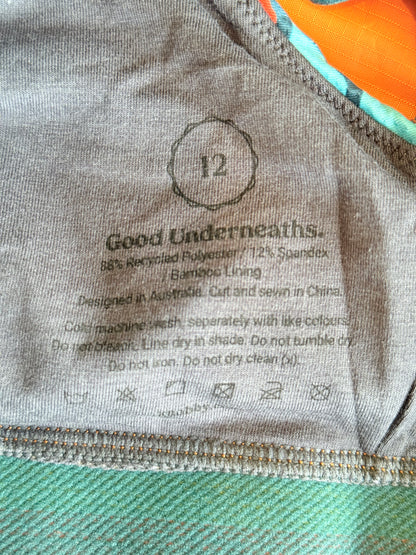 12
Good Underneaths.
88% Recycled Polyester / 12% Spandex
/ Bamboo Lining
Designed in Australia. Cut and sewn in China.
Cold machine wash, separately with like colours.
Do not bleach. Line dry in shade. Do not tumble dry.
Do not iron. Do not dry clean (x).